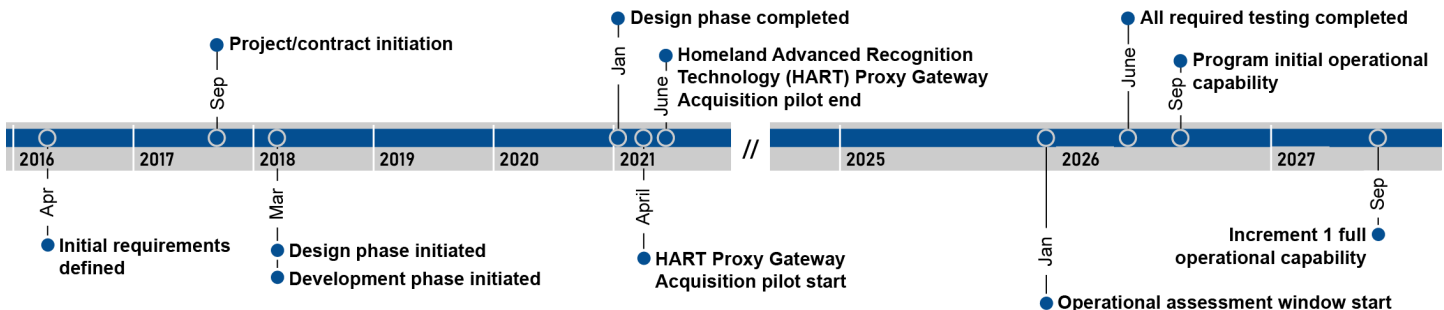 Design phase completed
All required testing completed
Project/contract initiation
Homeland Advanced Recognition
Technology (HART) Proxy Gateway
Acquisition pilot end
Program initial operational
capability
Sep
Jan
June
June
Sep
//
2016
2017
2018
2019
2020
2021
2025
2026
2027
Apr
Mar
April
Jan
Sep
Initial requirements
defined
Design phase initiated
Development phase initiated
HART Proxy Gateway
Acquisition pilot start
Increment 1 full
operational capability
Operational assessment window start